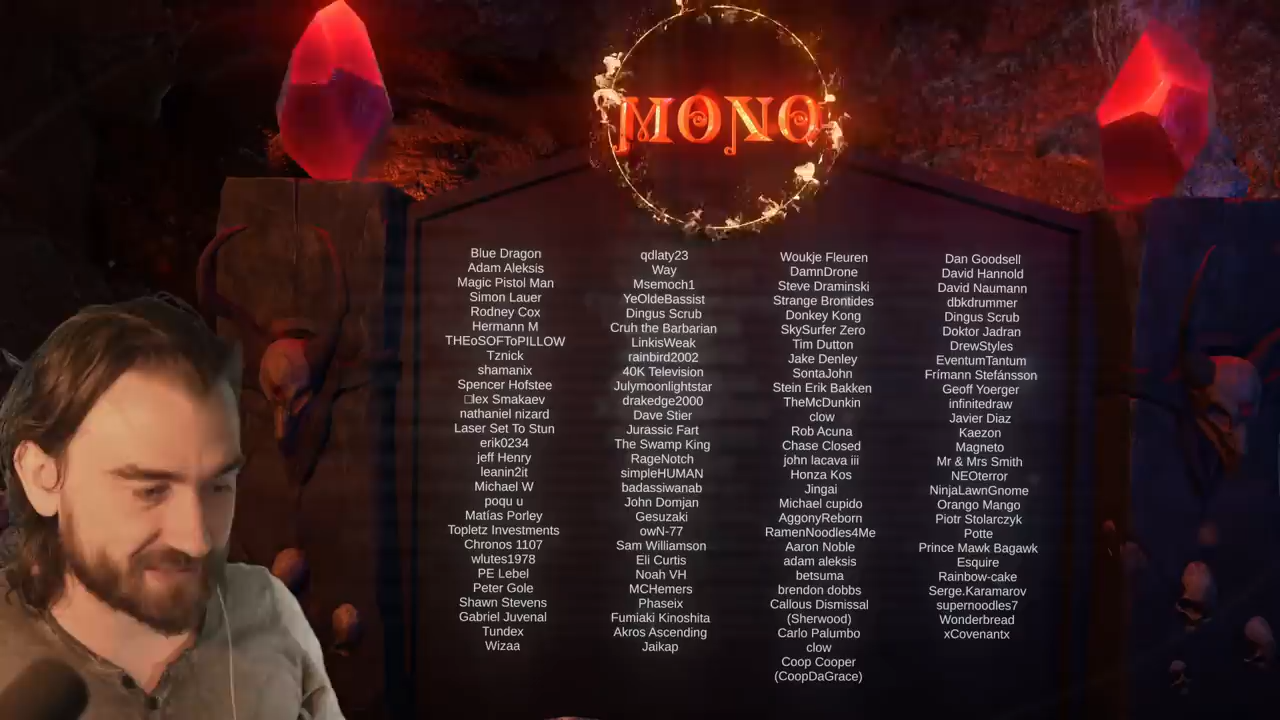 MONO
Blue Dragon
Adam Aleksis
Magic Pistol Man
Simon Lauer
Rodney Cox
Hermann M
THEoSOFToPILLOW
Tznick
shamanix
Spencer Hofstee
□lex Smakaev
nathaniel nizard
Laser Set To Stun
erik0234
jeff Henry
leanin2it
Michael W
poqu u
Matías Porley
Topletz Investments
Chronos 1107
wlutes1978
PE Lebel
Peter Gole
Shawn Stevens
Gabriel Juvenal
Tundex
Wizaa
qdlaty23
Way
Msemoch1
YeOldeBassist
Dingus Scrub
Cruh the Barbarian
LinkisWeak
rainbird2002
40K Television
Julymoonlightstar
drakedge2000
Dave Stier
Jurassic Fart
The Swamp King
RageNotch
simpleHUMAN
badassiwanab
John Domjan
Gesuzaki
owN-77
Sam Williamson
Eli Curtis
Noah VH
MCHemers
Phaseix
Fumiaki Kinoshita
Akros Ascending
Jaikap
Woukje Fleuren
DamnDrone
Steve Draminski
Strange Brontides
Donkey Kong
SkySurfer Zero
Tim Dutton
Jake Denley
SontaJohn
Stein Erik Bakken
TheMcDunkin
clow
Rob Acuna
Chase Closed
john lacava iii
Honza Kos
Jingai
Michael cupido
AggonyReborn
RamenNoodles4Me
Aaron Noble
adam aleksis
betsuma
brendon dobbs
Callous Dismissal
(Sherwood)
Carlo Palumbo
clow
Coop Cooper
(CoopDaGrace)
Dan Goodsell
David Hannold
David Naumann
dbkdrummer
Dingus Scrub
Doktor Jadran
DrewStyles
EventumTantum
Frímann Stefánsson
Geoff Yoerger
infinitedraw
Javier Diaz
Kaezon
Magneto
Mr & Mrs Smith
NEOterror
NinjaLawnGnome
Orango Mango
Piotr Stolarczyk
Potte
Prince Mawk Bagawk
Esquire
Rainbow-cake
Serge.Karamarov
supernoodles7
Wonderbread
xCovenantx